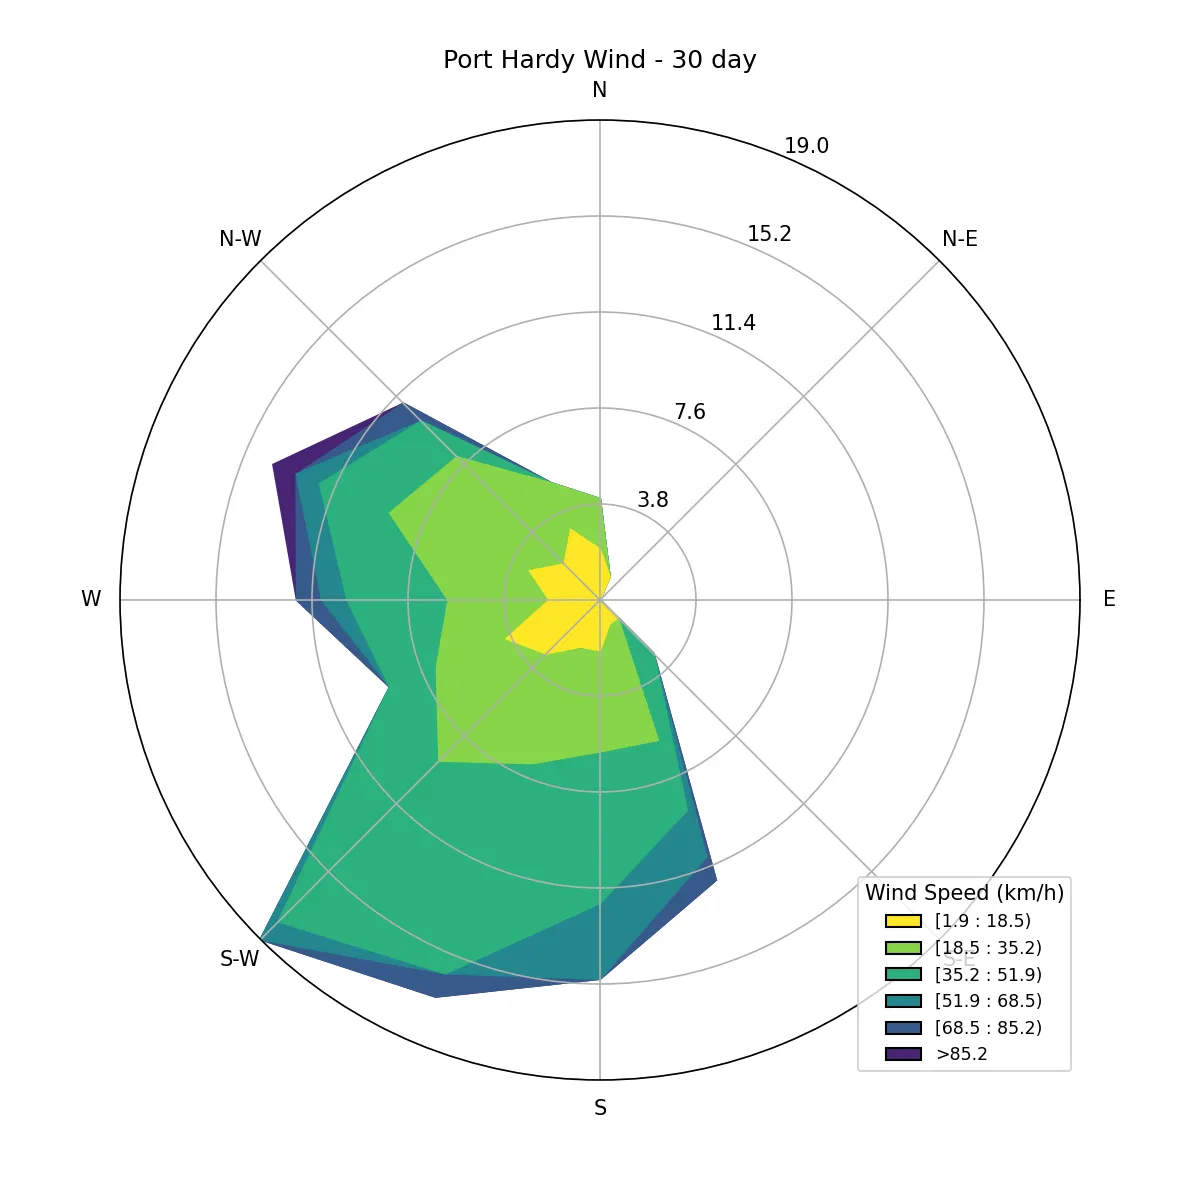 Port Hardy Wind - 30 day
N
19.0
15.2
N-W
N-E
11.4
7.6
3.8
W
E
Wind Speed (km/h)
[1.9 : 18.5)
[18.5 : 35.2)
S-W
S-E
[35.2 : 51.9)
[51.9 : 68.5)
[68.5 : 85.2)
>85.2
S